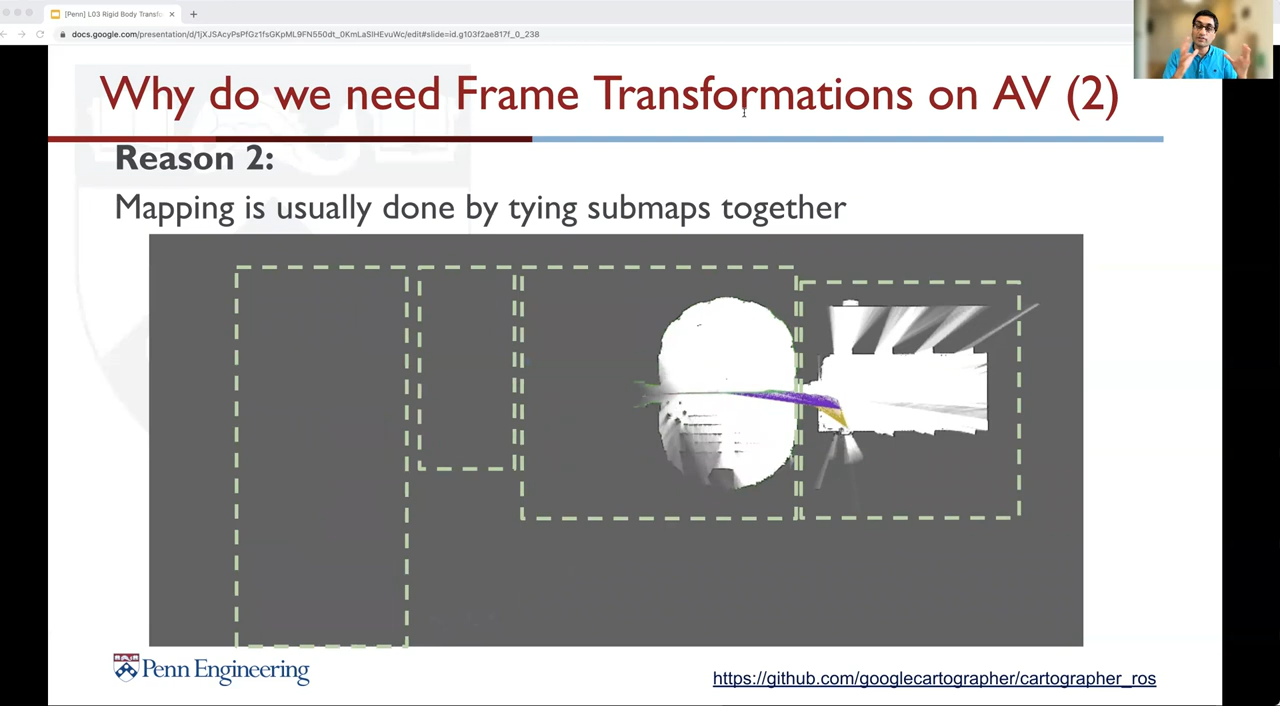 [Penn] L03 Rigid Body Transfo
docs.google.com/presentation/d/1jXJSAcyPsPfGz1fsGKpML9FN550dt_0KmLaSIHEvuWc/edit#slide=id.g103f2ae817f_0_238
Why do we need Frame Transformations on AV (2)
Reason 2:
Mapping is usually done by tying submaps together
Penn Engineering
https://github.com/googlecartographer/cartographer_ros